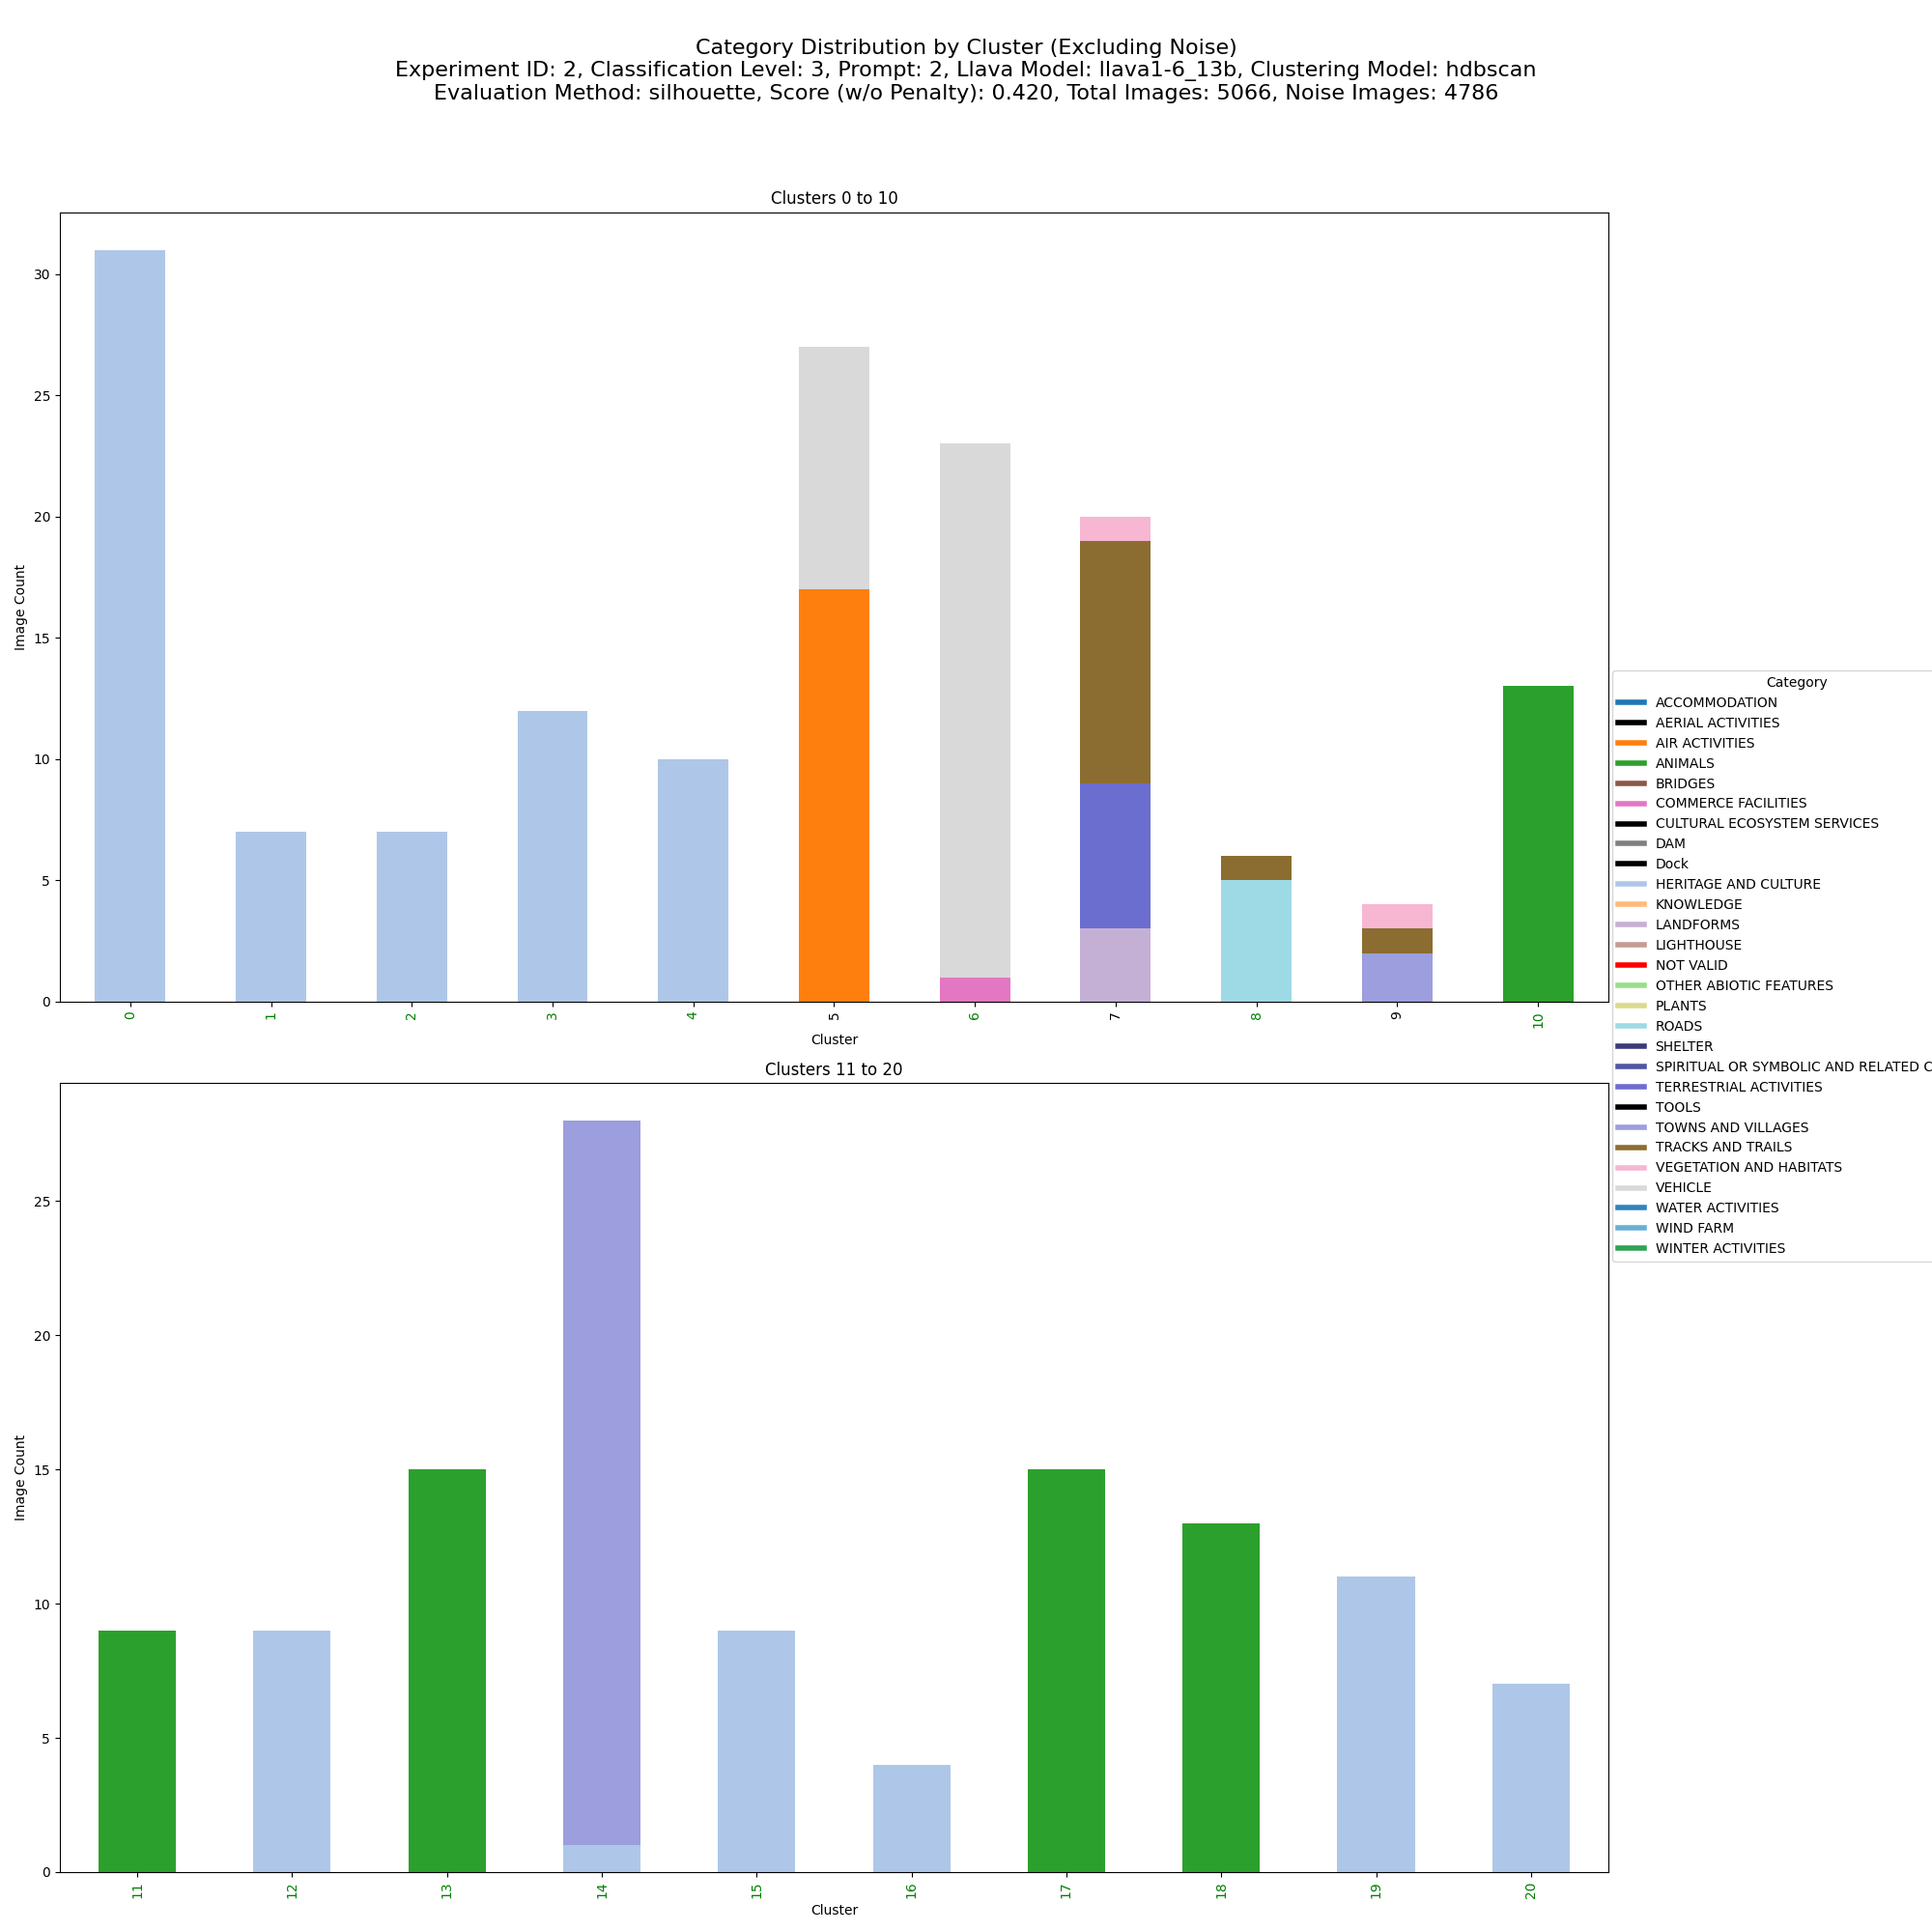 Category Distribution by Cluster (Excluding Noise)
Experiment ID: 2, Classification Level: 3, Prompt: 2, Llava Model: llava1-6_13b, Clustering Model: hdbscan
Evaluation Method: silhouette, Score (w/o Penalty): 0.420, Total Images: 5066, Noise Images: 4786
Clusters 0 to 10
Image Count
30
25
20
15
10
5
0
0 1 2 3 4 5 6 7 8 9 10
Cluster
Category
ACCOMMODATION
AERIAL ACTIVITIES
AIR ACTIVITIES
ANIMALS
BRIDGES
COMMERCE FACILITIES
CULTURAL ECOSYSTEM SERVICES
DAM
Dock
HERITAGE AND CULTURE
KNOWLEDGE
LANDFORMS
LIGHTHOUSE
NOT VALID
OTHER ABIOTIC FEATURES
PLANTS
ROADS
SHELTER
SPIRITUAL OR SYMBOLIC AND RELATED C
TERRESTRIAL ACTIVITIES
TOOLS
TOWNS AND VILLAGES
TRACKS AND TRAILS
VEGETATION AND HABITATS
VEHICLE
WATER ACTIVITIES
WIND FARM
WINTER ACTIVITIES
Clusters 11 to 20
Image Count
25
20
15
10
5
0
11 12 13 14 15 16 17 18 19 20
Cluster